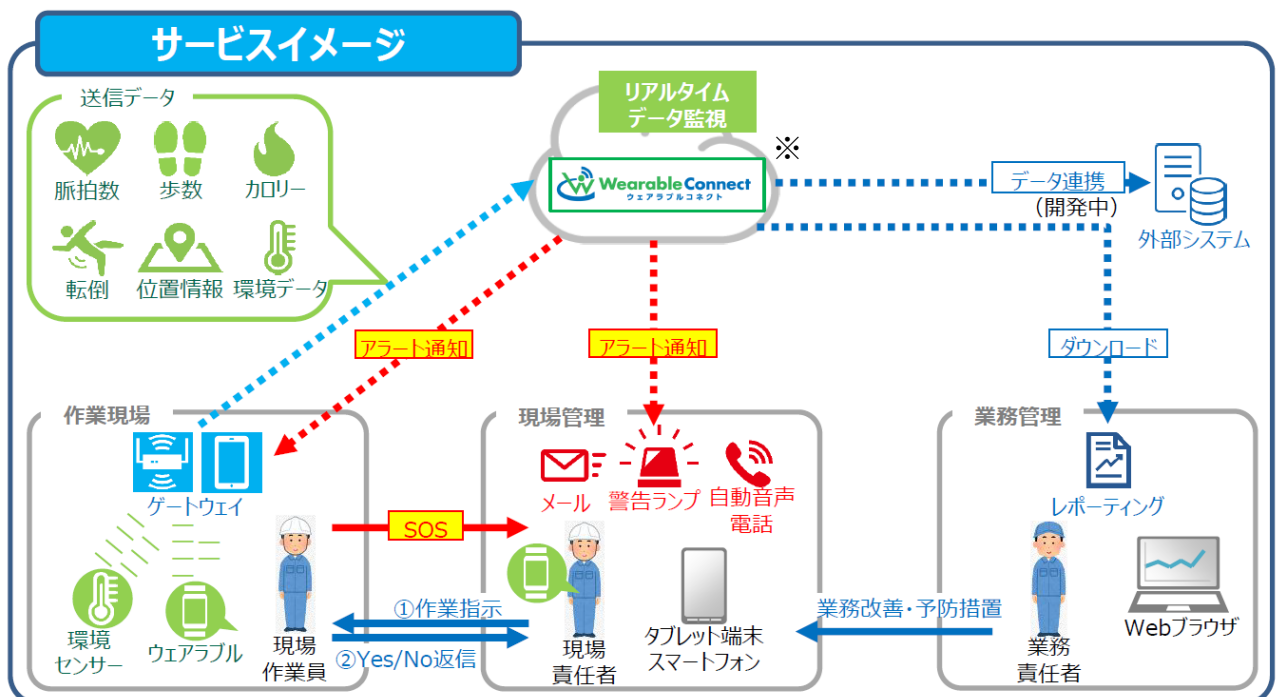 サービスイメージ
送信データ
脈拍数
歩数
カロリー
転倒
位置情報
環境データ
リアルタイム
データ監視
※
Wearable Connect
ウェアラブルコネクト
データ連携
(開発中)
外部システム
アラート通知
アラート通知
ダウンロード
作業現場
ゲートウェイ
環境
センサー
ウェアラブル
現場
作業員
SOS
①作業指示
②Yes/No返信
現場管理
メール
警告ランプ
自動音声
電話
現場
責任者
タブレット端末
スマートフォン
業務改善・予防措置
業務管理
レポーティング
業務
責任者
Webブラウザ